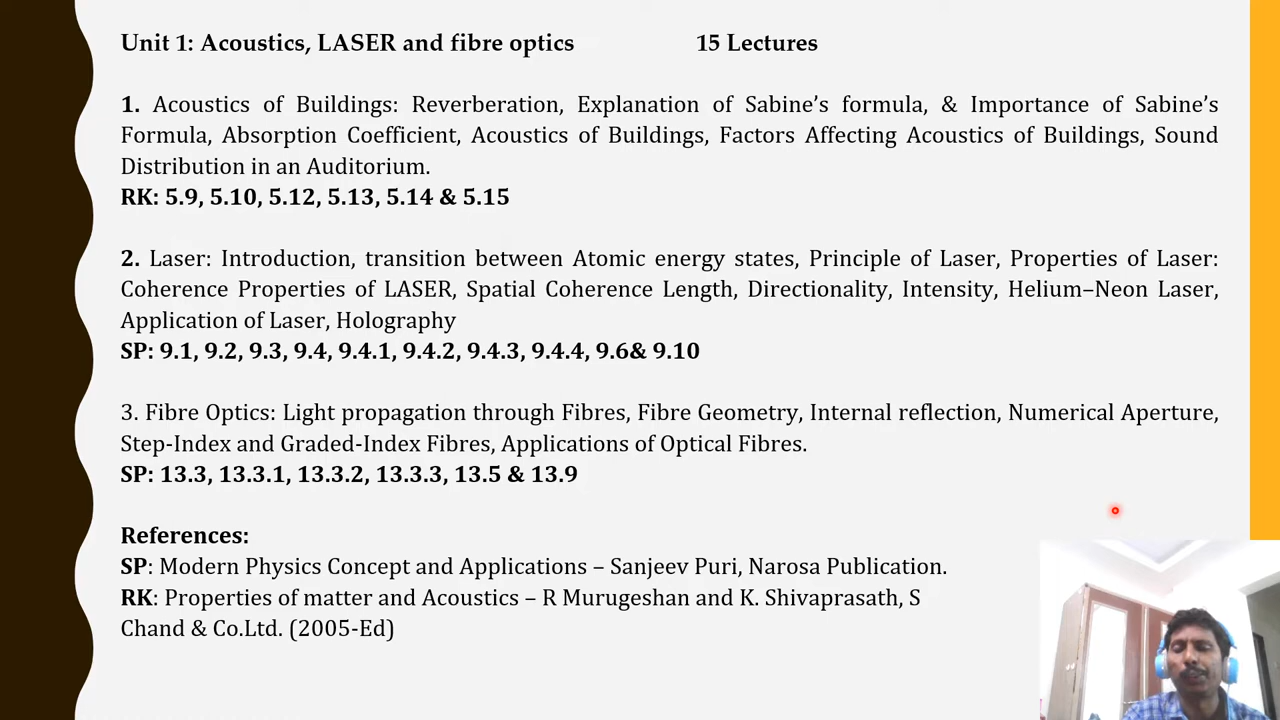 Unit 1: Acoustics, LASER and fibre optics 15 Lectures
1. Acoustics of Buildings: Reverberation, Explanation of Sabine’s formula, & Importance of Sabine’s
Formula, Absorption Coefficient, Acoustics of Buildings, Factors Affecting Acoustics of Buildings, Sound
Distribution in an Auditorium.
RK: 5.9, 5.10, 5.12, 5.13, 5.14 & 5.15
2. Laser: Introduction, transition between Atomic energy states, Principle of Laser, Properties of Laser:
Coherence Properties of LASER, Spatial Coherence Length, Directionality, Intensity, Helium–Neon Laser,
Application of Laser, Holography
SP: 9.1, 9.2, 9.3, 9.4, 9.4.1, 9.4.2, 9.4.3, 9.4.4, 9.6& 9.10
3. Fibre Optics: Light propagation through Fibres, Fibre Geometry, Internal reflection, Numerical Aperture,
Step-Index and Graded-Index Fibres, Applications of Optical Fibres.
SP: 13.3, 13.3.1, 13.3.2, 13.3.3, 13.5 & 13.9
References:
SP: Modern Physics Concept and Applications – Sanjeev Puri, Narosa Publication.
RK: Properties of matter and Acoustics – R Murugeshan and K. Shivaprasath, S
Chand & Co.Ltd. (2005-Ed)